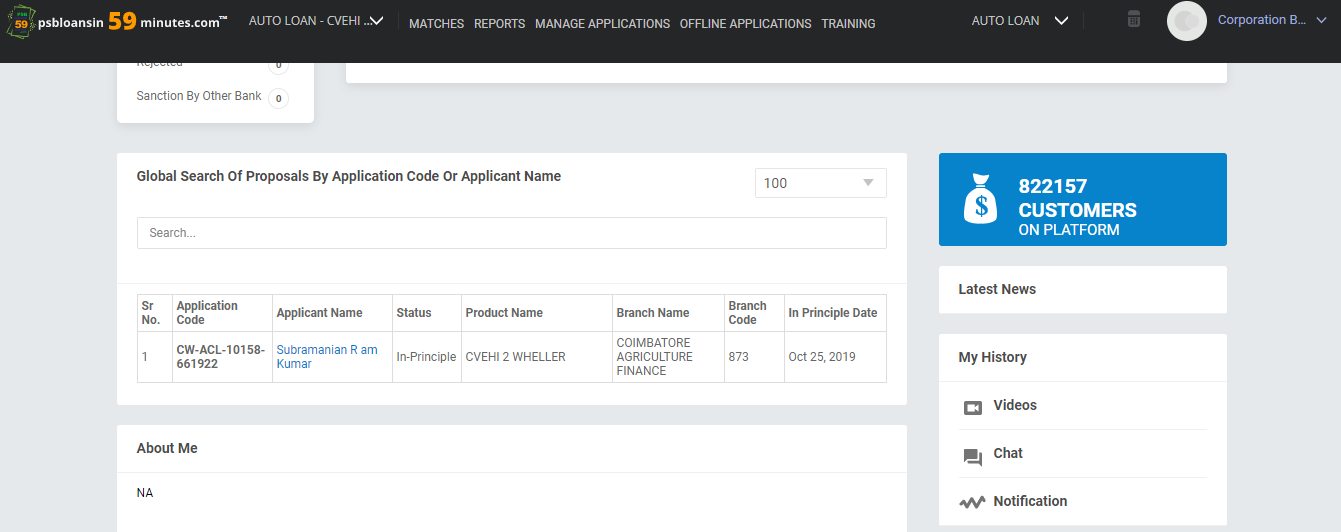 psbloansin 59 minutes.com™
AUTO LOAN - CVEHI ...
MATCHES
REPORTS
MANAGE APPLICATIONS
OFFLINE APPLICATIONS
TRAINING
AUTO LOAN
Corporation B...
Rejected
0
Sanction By Other Bank
0
Global Search Of Proposals By Application Code Or Applicant Name
100
Search...
Sr
No.
Application
Code
Applicant Name
Status
Product Name
Branch Name
Branch
Code
In Principle Date
1
CW-ACL-10158-
661922
Subramanian R am
Kumar
In-Principle
CVEHI 2 WHELLER
COIMBATORE
AGRICULTURE
FINANCE
873
Oct 25, 2019
About Me
NA
822157
CUSTOMERS
ON PLATFORM
Latest News
My History
Videos
Chat
Notification